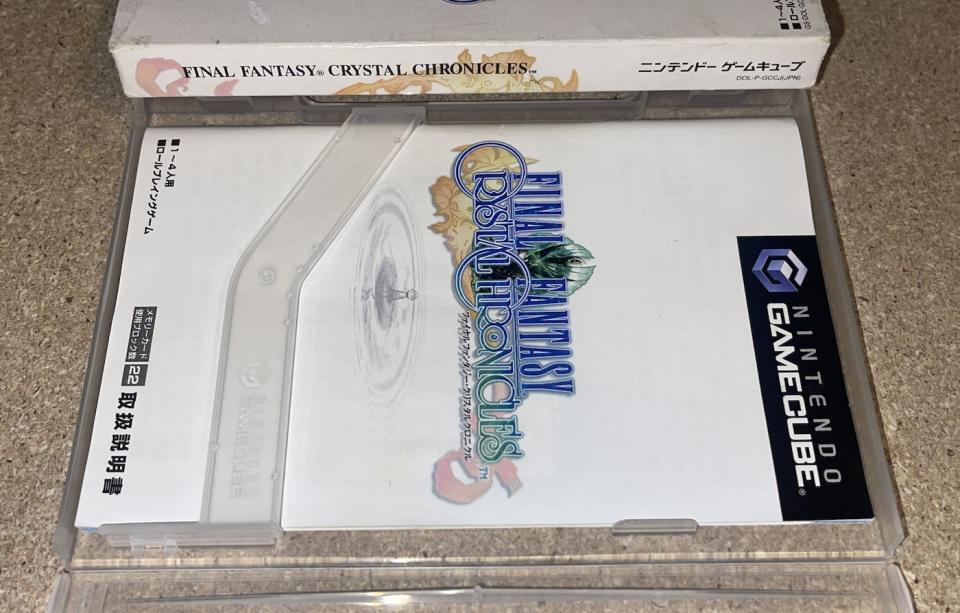 FINAL FANTASY® CRYSTAL CHRONICLES™
ニンテンドーゲームキューブ
DOL-P-GCCJ(JPN)
NINTENDO
GAMECUBE®
FINAL FANTASY
CRYSTAL CHRONICLES™
ファイナルファンタジー・クリスタルクロニクル
■1〜4人用
■ロールプレイングゲーム
メモリーカード
使用ブロック数
22
取扱説明書